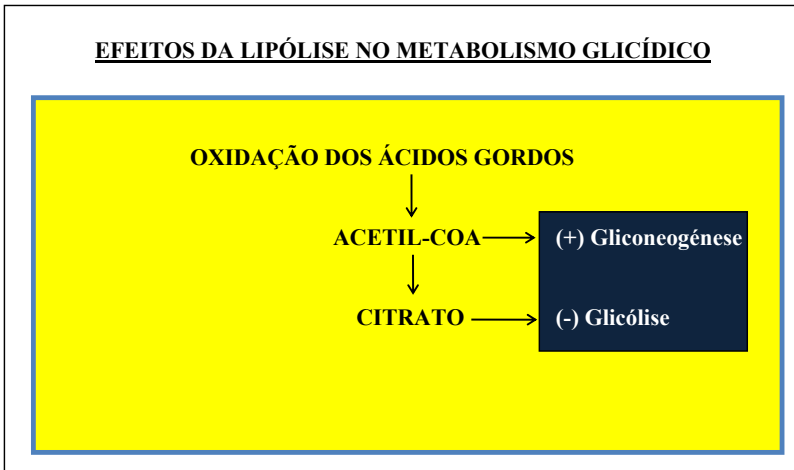 EFEITOS DA LIPÓLISE NO METABOLISMO GLICÍDICO
OXIDAÇÃO DOS ÁCIDOS GORDOS
ACETIL-COA
(+) Gliconeogénese
CITRATO
(-) Glicólise